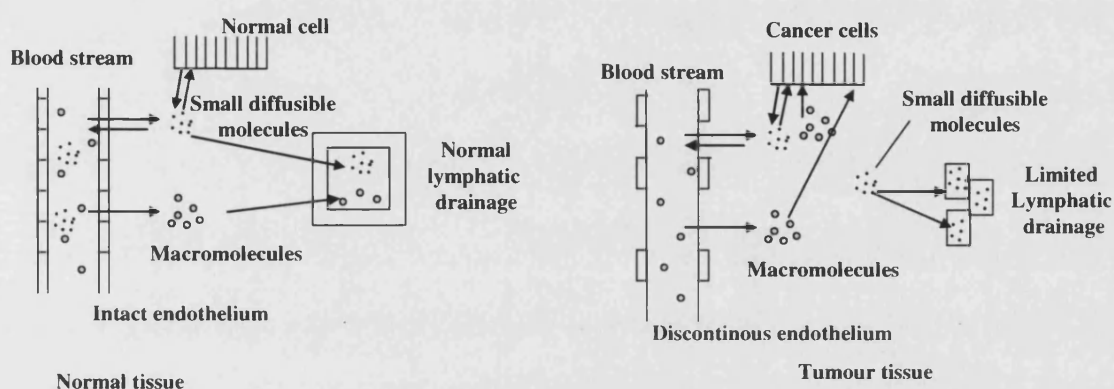 Normal cell
Blood stream
Small diffusible
molecules
Normal
lymphatic
drainage
Macromolecules
Intact endothelium
Normal tissue
Cancer cells
Blood stream
Small diffusible
molecules
Limited
Lymphatic
drainage
Macromolecules
Discontinous endothelium
Tumour tissue